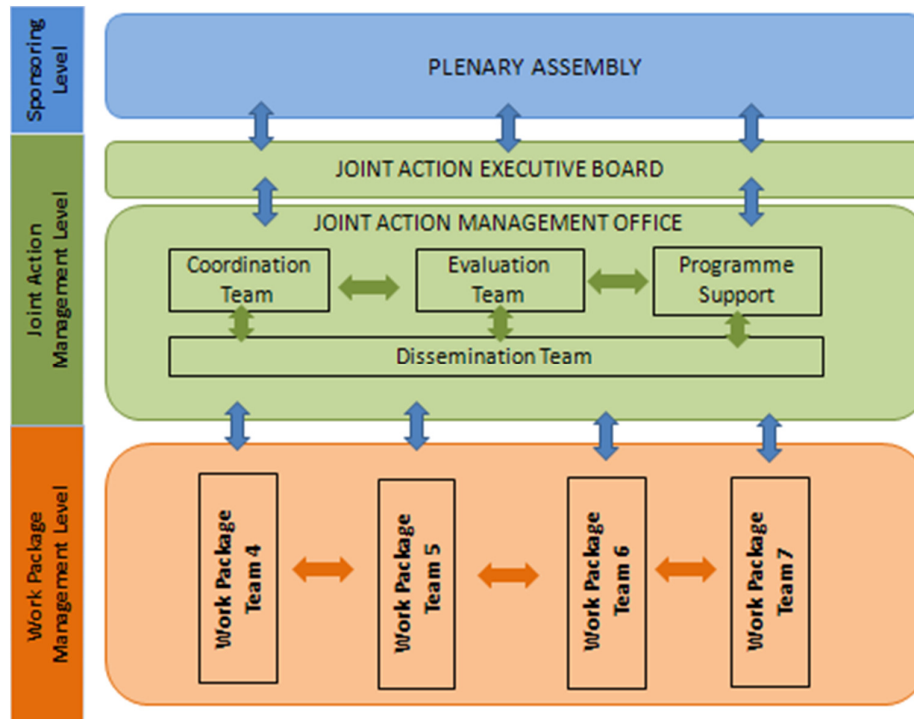 Sponsoring
Level
PLENARY ASSEMBLY
Joint Action
Management Level
JOINT ACTION EXECUTIVE BOARD
JOINT ACTION MANAGEMENT OFFICE
Coordination
Team
Evaluation
Team
Programme
Support
Dissemination Team
Work Package
Management Level
Work Package
Team 4
Work Package
Team 5
Work Package
Team 6
Work Package
Team 7